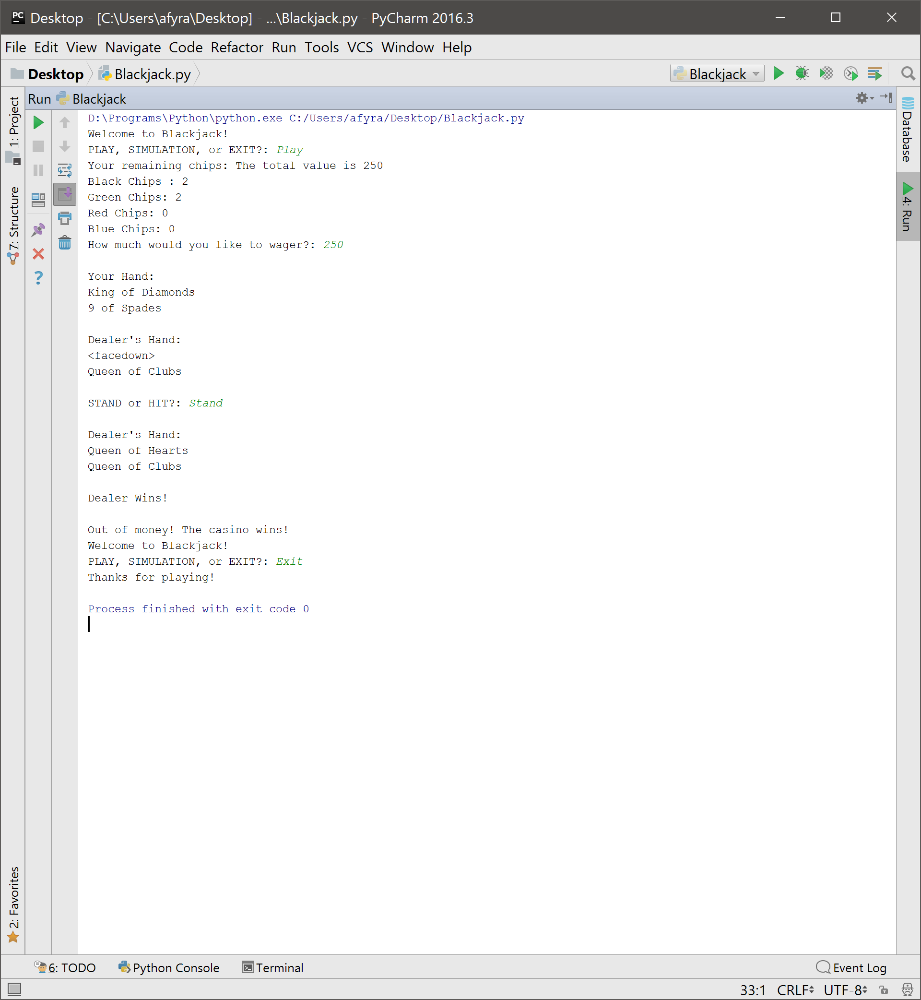 PC Desktop - [C:\Users\afyra\Desktop] - ...\Blackjack.py - PyCharm 2016.3
File Edit View Navigate Code Refactor Run Tools VCS Window Help
Desktop Blackjack.py Blackjack
Run Blackjack
1: Project
7: Structure
2: Favorites
D:\Programs\Python\python.exe C:/Users/afyra/Desktop/Blackjack.py
Welcome to Blackjack!
PLAY, SIMULATION, or EXIT?: Play
Your remaining chips: The total value is 250
Black Chips : 2
Green Chips: 2
Red Chips: 0
Blue Chips: 0
How much would you like to wager?: 250
Your Hand:
King of Diamonds
9 of Spades
Dealer's Hand:
<facedown>
Queen of Clubs
STAND or HIT?: Stand
Dealer's Hand:
Queen of Hearts
Queen of Clubs
Dealer Wins!
Out of money! The casino wins!
Welcome to Blackjack!
PLAY, SIMULATION, or EXIT?: Exit
Thanks for playing!
Process finished with exit code 0
Database
4: Run
6: TODO Python Console Terminal Event Log
33:1 CRLF UTF-8